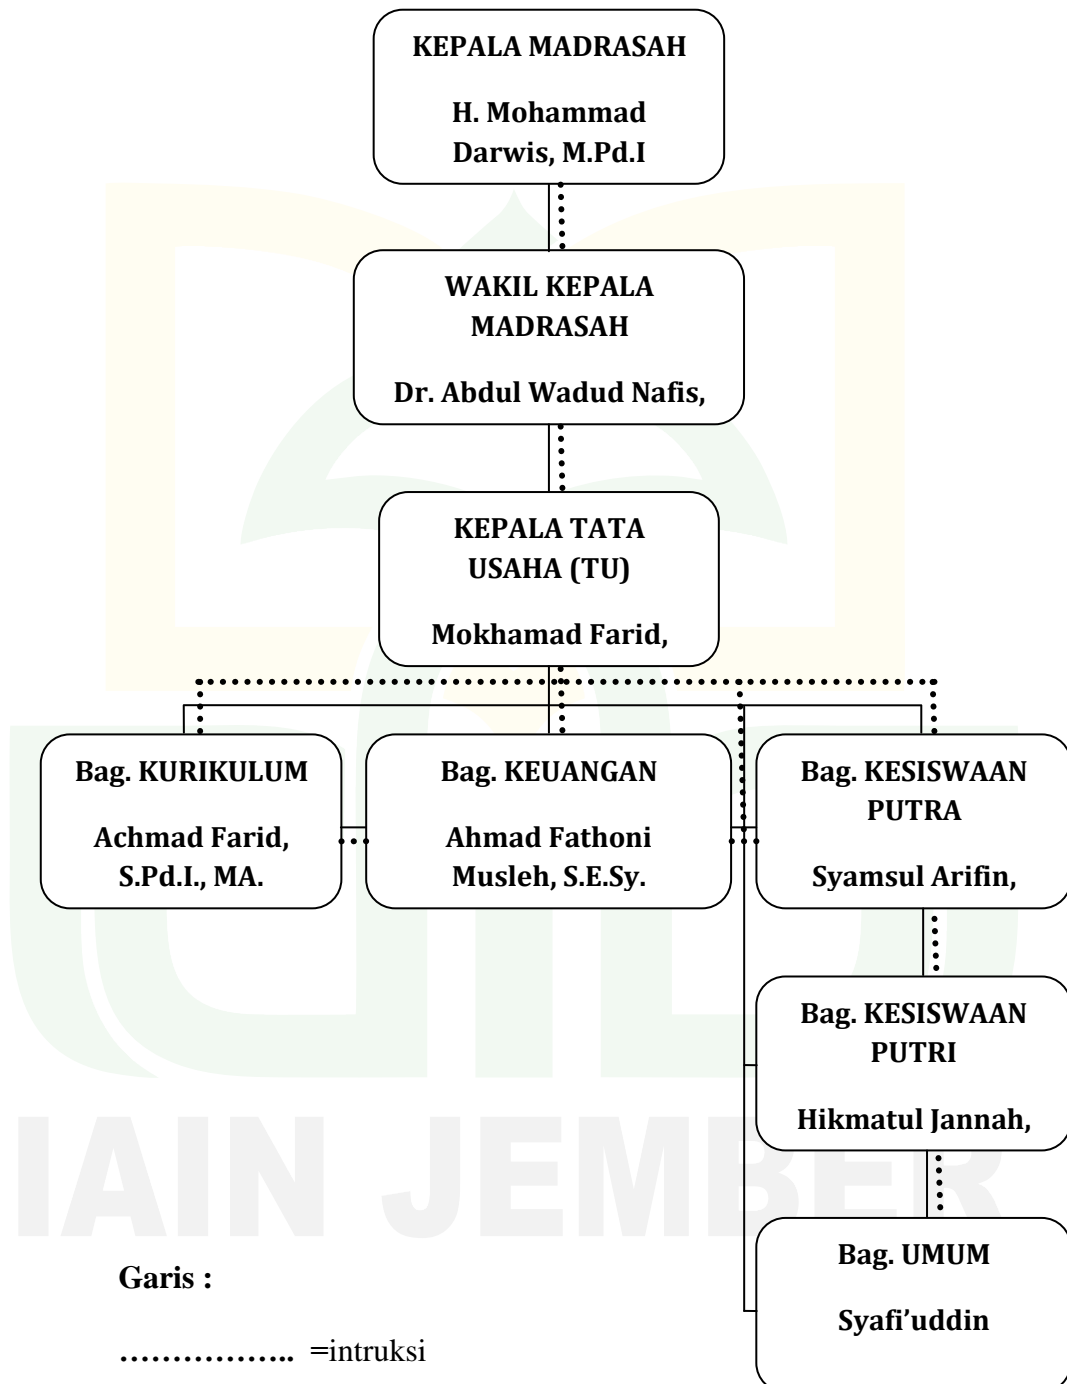 KEPALA MADRASAH
H. Mohammad
Darwis, M.Pd.I
WAKIL KEPALA
MADRASAH
Dr. Abdul Wadud Nafis,
KEPALA TATA
USAHA (TU)
Mokhamad Farid,
Bag. KURIKULUM
Achmad Farid,
S.Pd.I., MA.
Bag. KEUANGAN
Ahmad Fathoni
Musleh, S.E.Sy.
Bag. KESISWAAN
PUTRA
Syamsul Arifin,
Bag. KESISWAAN
PUTRI
Hikmatul Jannah,
Bag. UMUM
Syafi’uddin
IAIN JEMBER
Garis :
…………….. =intruksi